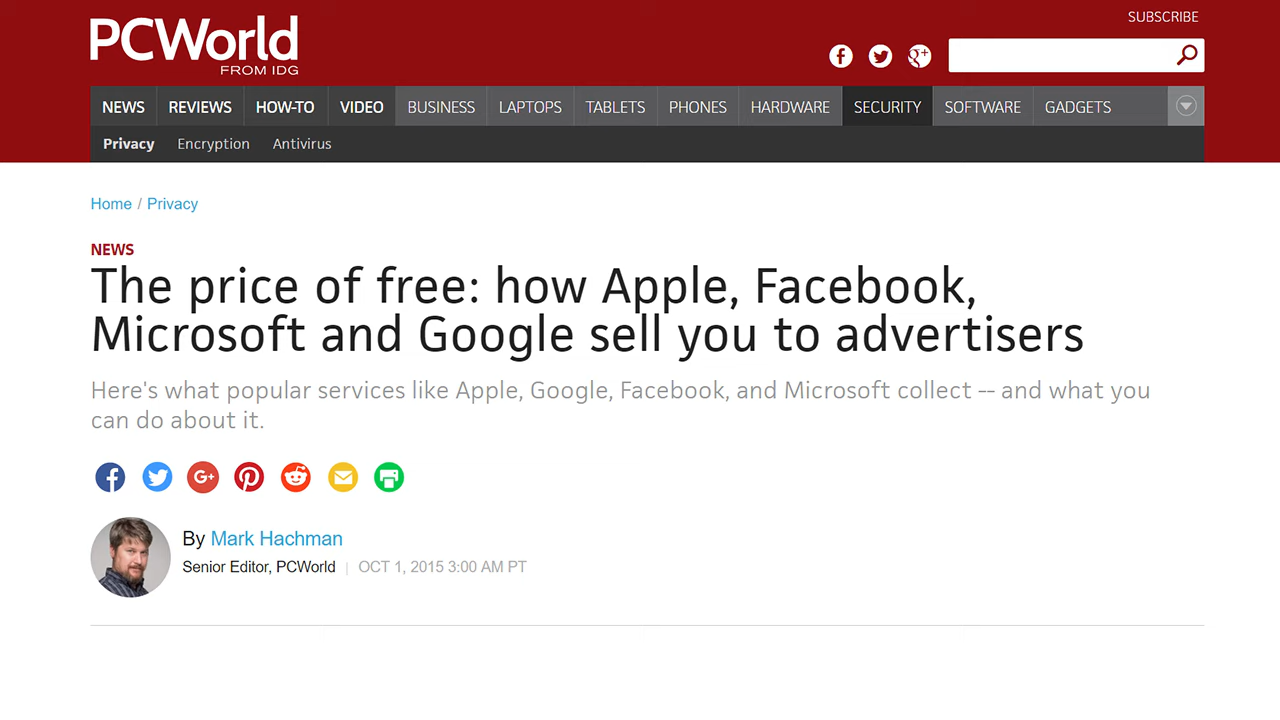 SUBSCRIBE
PCWorld
FROM IDG
NEWS REVIEWS HOW-TO VIDEO BUSINESS LAPTOPS TABLETS PHONES HARDWARE SECURITY SOFTWARE GADGETS
Privacy Encryption Antivirus
Home / Privacy
NEWS
The price of free: how Apple, Facebook,
Microsoft and Google sell you to advertisers
Here's what popular services like Apple, Google, Facebook, and Microsoft collect -- and what you
can do about it.
By Mark Hachman
Senior Editor, PCWorld | OCT 1, 2015 3:00 AM PT